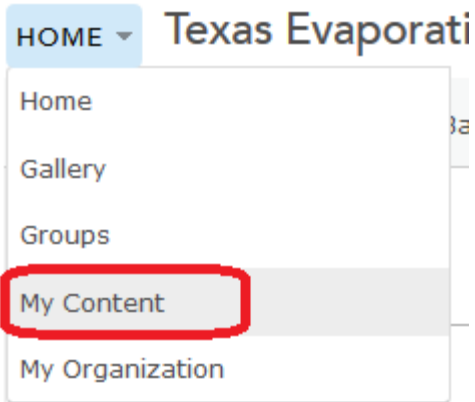 HOME Texas Evaporati
Home
Gallery
Groups
My Content
My Organization